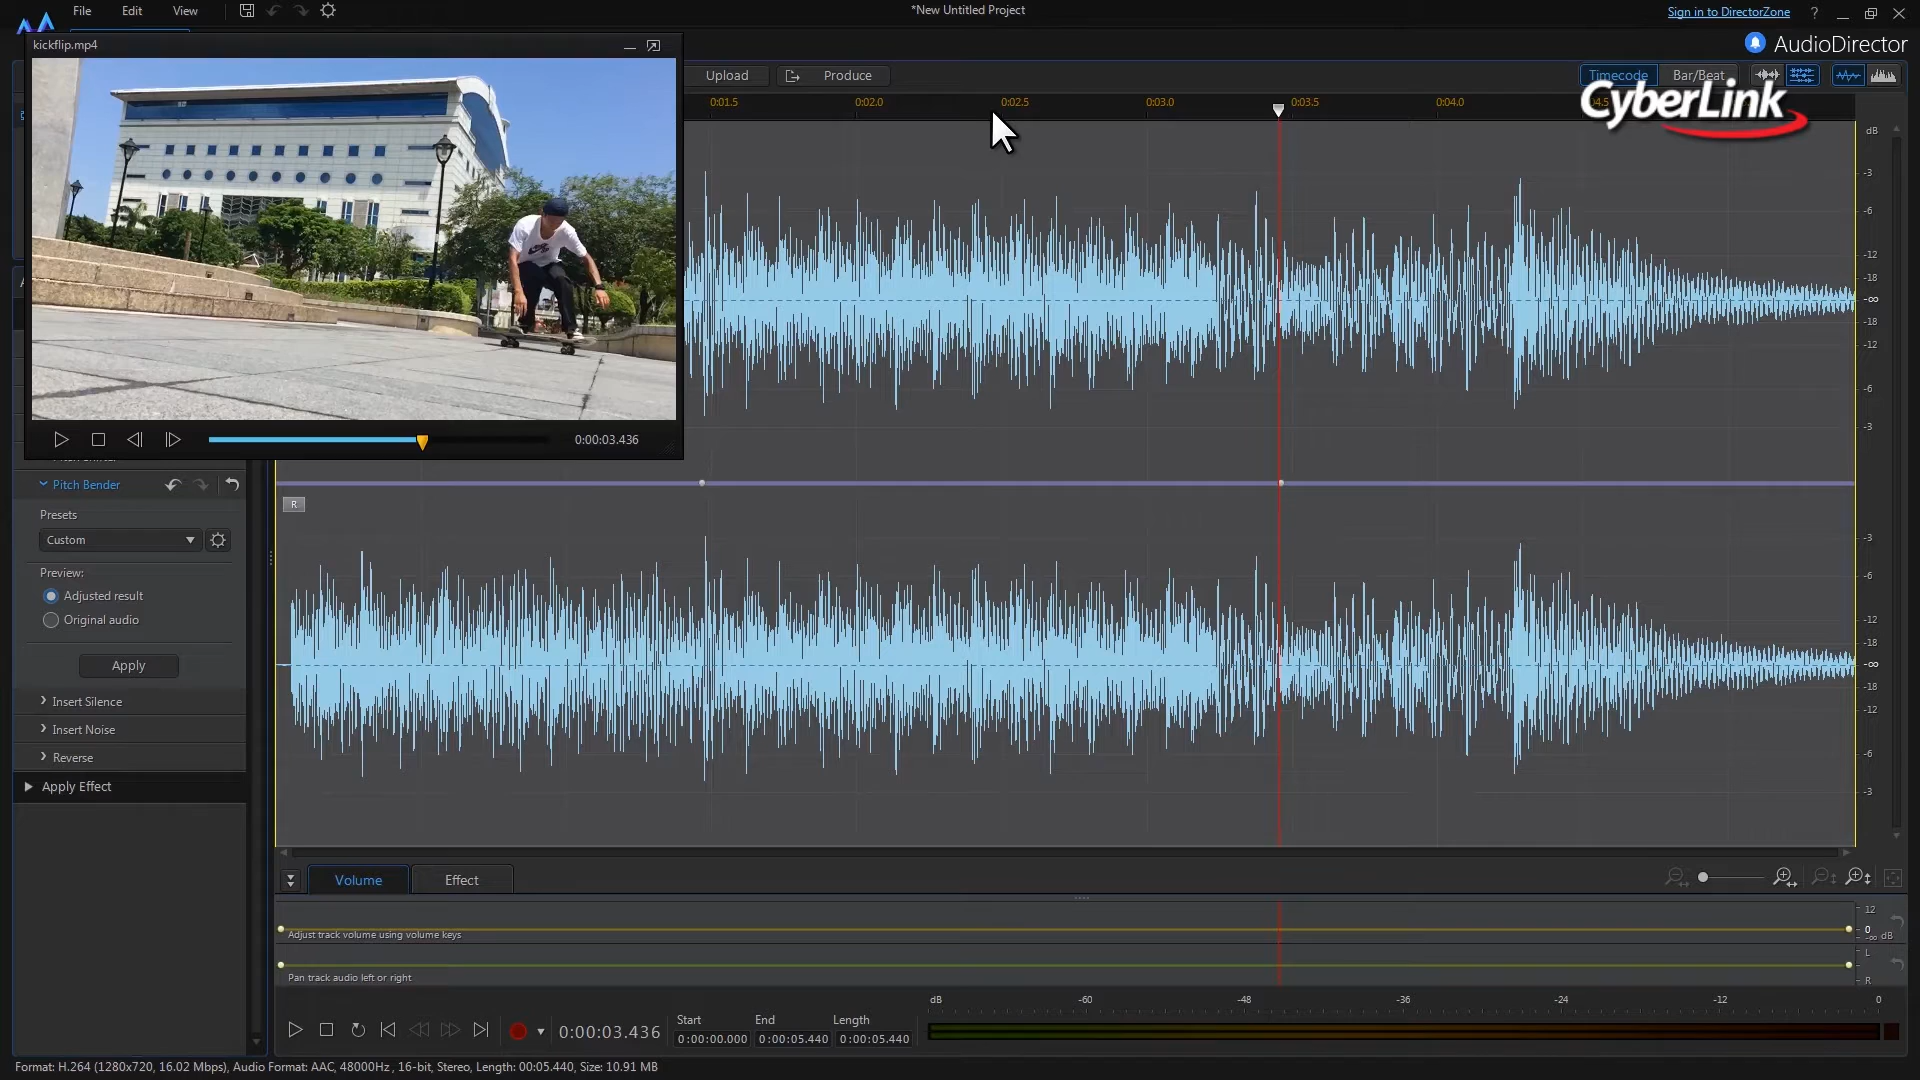 File Edit View
*New Untitled Project
Sign in to DirectorZone ?
AudioDirector
kickflip.mp4
Upload Produce
Timecode Bar/Beat
CyberLink
0:01.5 0:02.0 0:02.5 0:03.0 0:03.5 0:04.0
dB
-3
-6
-12
-18
-∞
-18
-12
-6
-3
0:00:03.436
Pitch Bender
R
Presets
Custom
Preview:
Adjusted result
Original audio
Apply
Insert Silence
Insert Noise
Reverse
Apply Effect
-3
-6
-12
-18
-∞
-18
-12
-6
-3
Volume Effect
12
0
-∞ dB
Adjust track volume using volume keys
L
Pan track audio left or right
R
dB -60 -48 -36 -24 -12 0
Start End Length
0:00:03.436
0:00:00.000 0:00:05.440 0:00:05.440
Format: H.264 (1280x720, 16.02 Mbps), Audio Format: AAC, 48000Hz , 16-bit, Stereo, Length: 00:05.440, Size: 10.91 MB